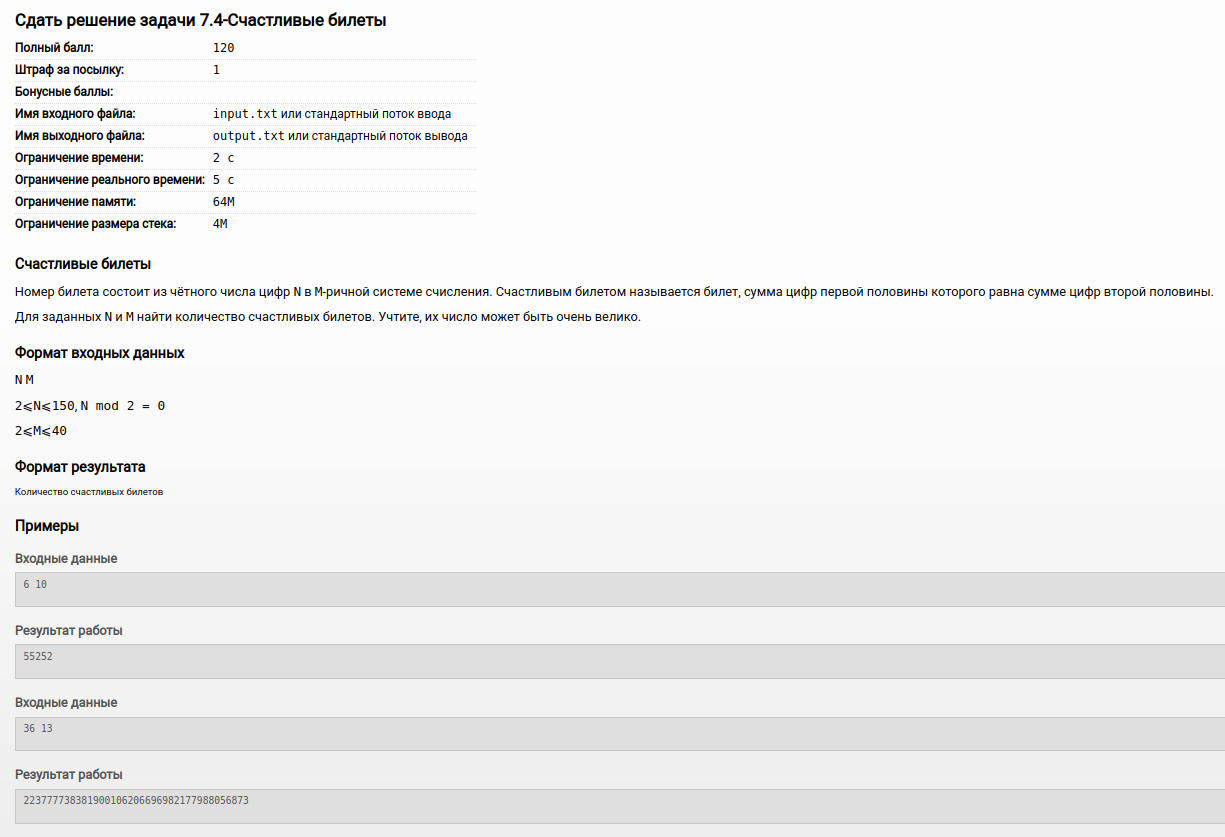 Сдать решение задачи 7.4-Счастливые билеты
Полный балл: 120
Штраф за посылку: 1
Бонусные баллы:
Имя входного файла: input.txt или стандартный поток ввода
Имя выходного файла: output.txt или стандартный поток вывода
Ограничение времени: 2 с
Ограничение реального времени: 5 с
Ограничение памяти: 64M
Ограничение размера стека: 4M
Счастливые билеты
Номер билета состоит из чётного числа цифр N в M-ричной системе счисления. Счастливым билетом называется билет, сумма цифр первой половины которого равна сумме цифр второй половины.
Для заданных N и M найти количество счастливых билетов. Учтите, их число может быть очень велико.
Формат входных данных
N M
2⩽N⩽150, N mod 2 = 0
2⩽M⩽40
Формат результата
Количество счастливых билетов
Примеры
Входные данные
6 10
Результат работы
55252
Входные данные
36 13
Результат работы
22377773838190010620669698217798805​6873